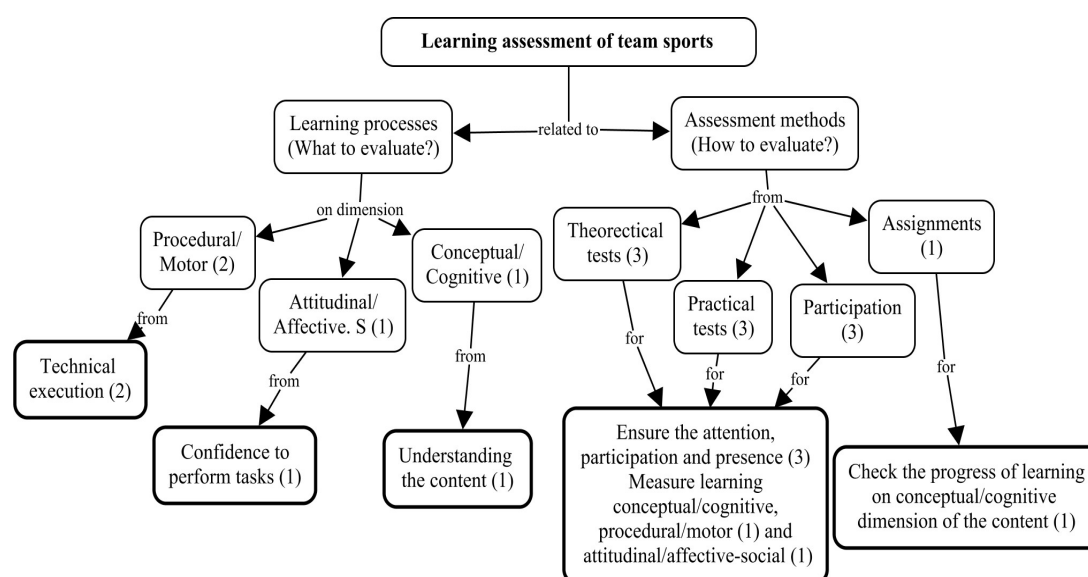 Learning assessment of team sports
Learning processes
(What to evaluate?)
related to
Assessment methods
(How to evaluate?)
on dimension
from
Procedural/
Motor (2)
Attitudinal/
Affective. S (1)
Conceptual/
Cognitive (1)
Theorectical
tests (3)
Practical
tests (3)
Participation
(3)
Assignments
(1)
from
from
from
for
for
for
for
Technical
execution (2)
Confidence to
perform tasks (1)
Understanding
the content (1)
Ensure the attention,
participation and presence (3)
Measure learning
conceptual/cognitive,
procedural/motor (1) and
attitudinal/affective-social (1)
Check the progress of learning
on conceptual/cognitive
dimension of the content (1)